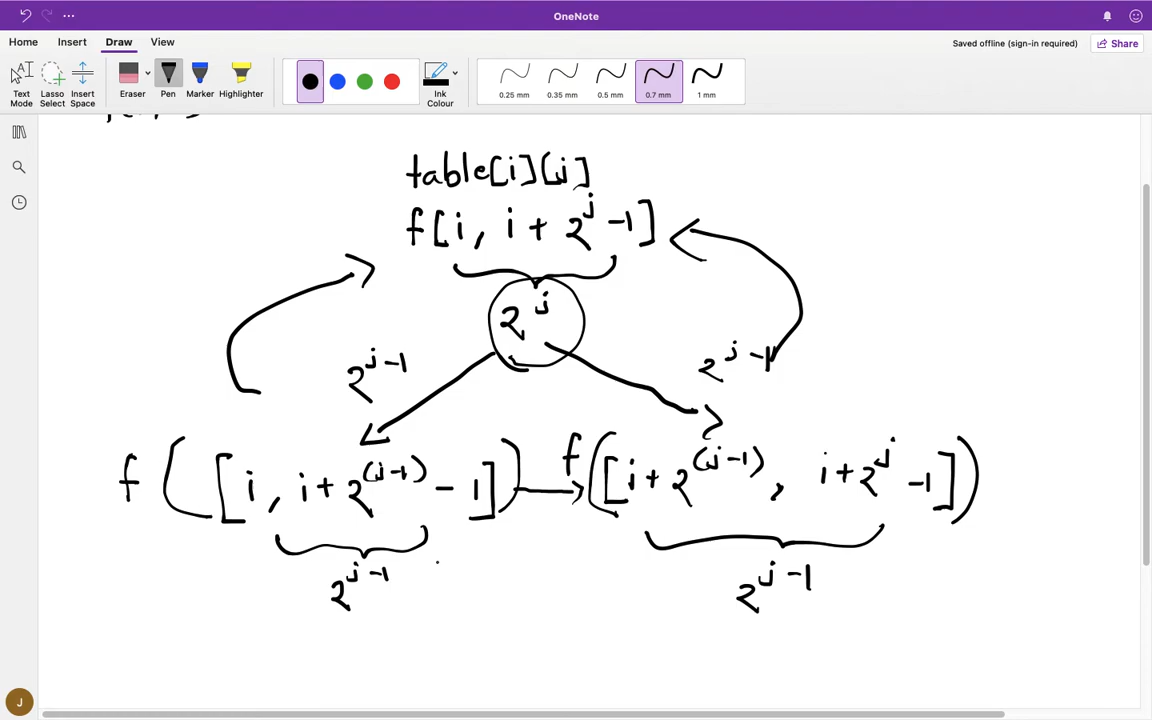 OneNote
Home Insert Draw View
Saved offline (sign-in required) Share
Text Mode
Lasso Select
Insert Space
Eraser
Pen
Marker
Highlighter
Ink Colour
0.25 mm 0.35 mm 0.5 mm 0.7 mm 1 mm
table[i][j]
f[i, i + 2^j - 1]
2^j
2^j-1 2^j-1
f([i, i + 2^(j-1) - 1]) f([i + 2^(j-1), i + 2^j - 1])
2^j-1 2^j-1
J